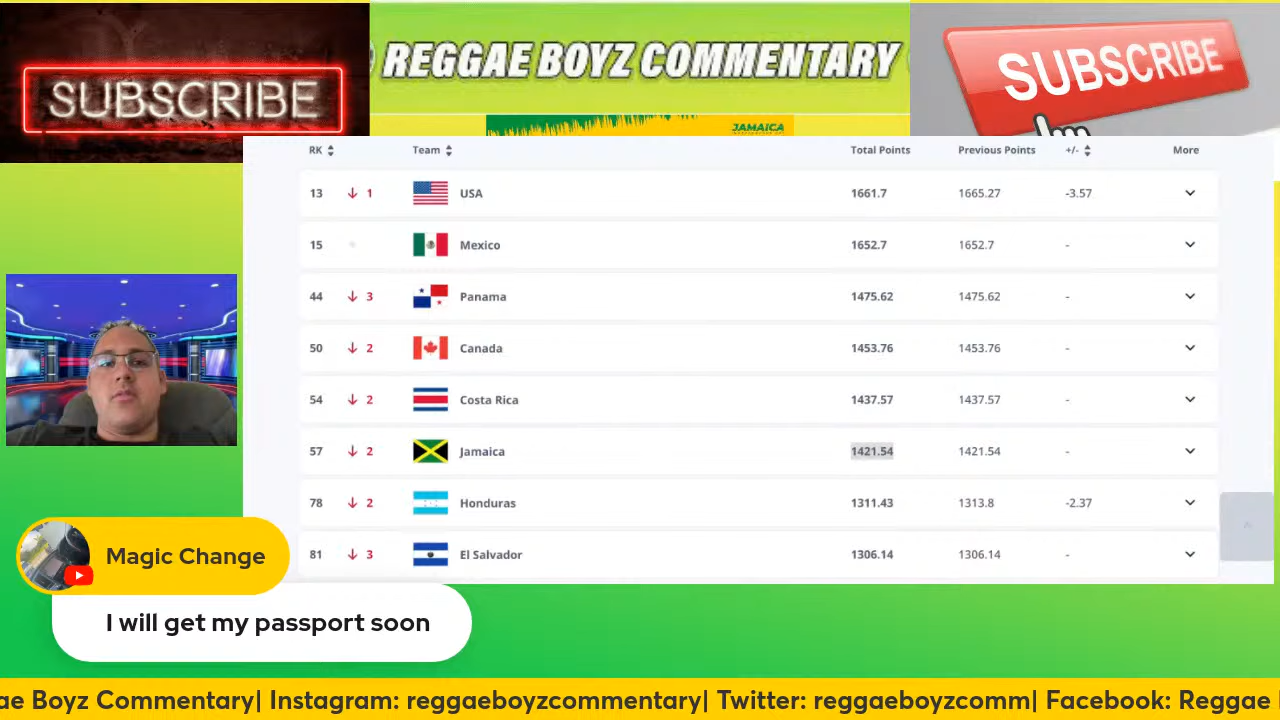 SUBSCRIBE
REGGAE BOYZ COMMENTARY
SUBSCRIBE
JAMAICA
RK Team Total Points Previous Points +/- More
13 1 USA 1661.7 1665.27 -3.57
15 Mexico 1652.7 1652.7 -
44 3 Panama 1475.62 1475.62 -
50 2 Canada 1453.76 1453.76 -
54 2 Costa Rica 1437.57 1437.57 -
57 2 Jamaica 1421.54 1421.54 -
78 2 Honduras 1311.43 1313.8 -2.37
81 3 El Salvador 1306.14 1306.14 -
Magic Change
I will get my passport soon
ae Boyz Commentary| Instagram: reggaeboyzcommentary| Twitter: reggaeboyzcomm| Facebook: Reggae